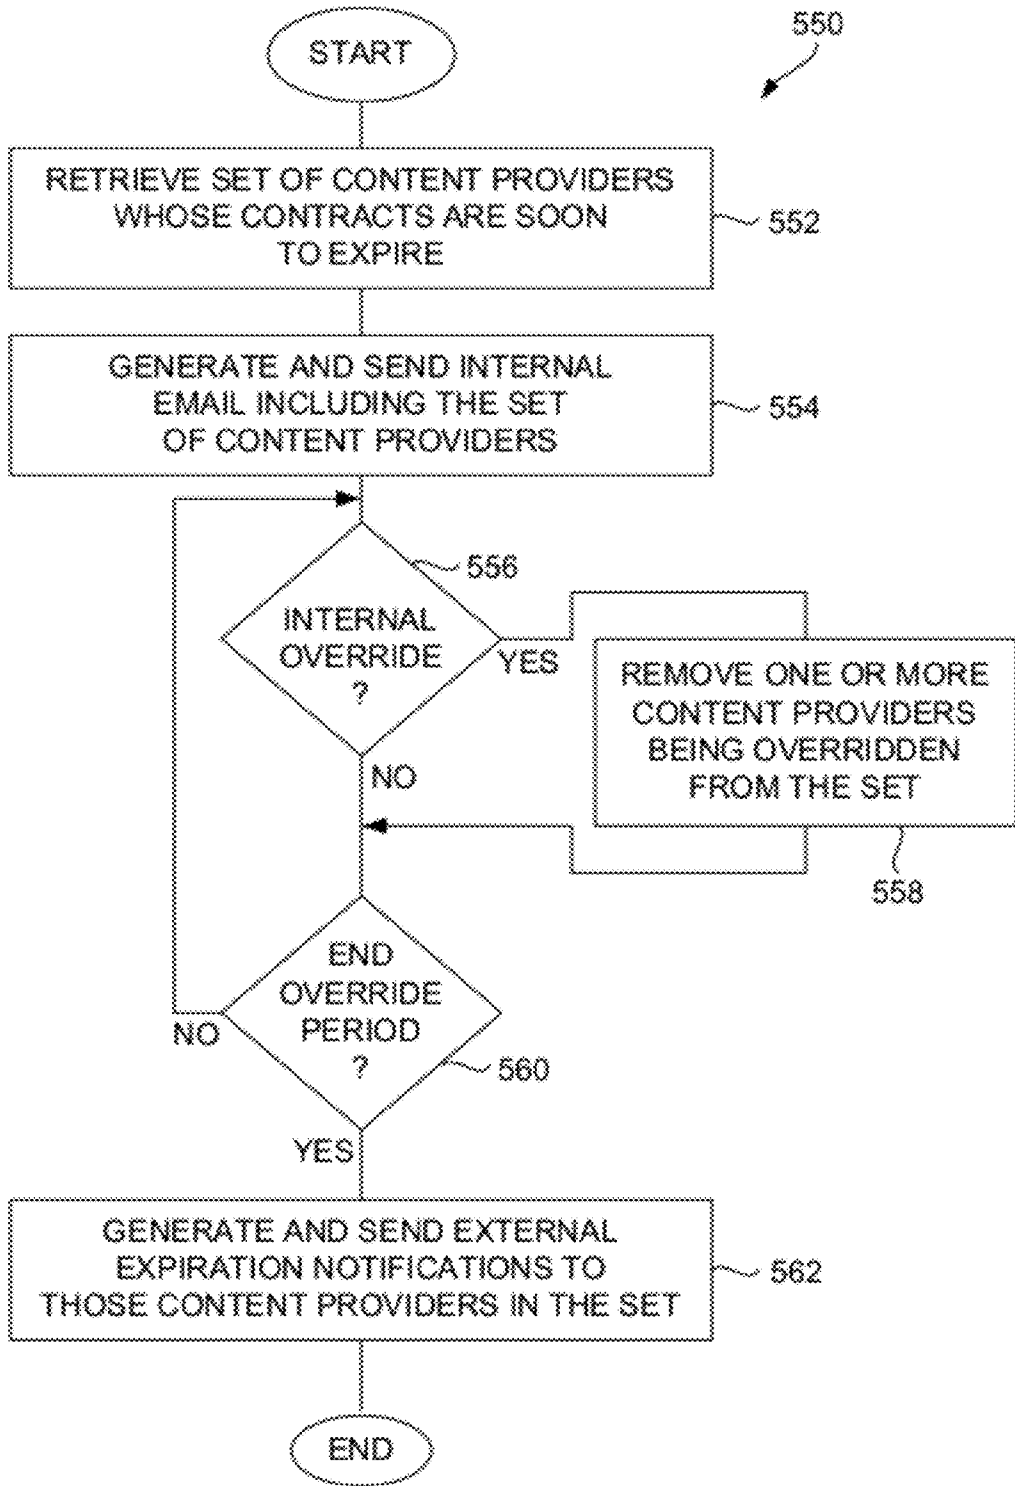 550
START
RETRIEVE SET OF CONTENT PROVIDERS
WHOSE CONTRACTS ARE SOON
TO EXPIRE
552
GENERATE AND SEND INTERNAL
EMAIL INCLUDING THE SET
OF CONTENT PROVIDERS
554
556
INTERNAL
OVERRIDE
?
YES
NO
REMOVE ONE OR MORE
CONTENT PROVIDERS
BEING OVERRIDDEN
FROM THE SET
558
END
OVERRIDE
PERIOD
?
NO
560
YES
GENERATE AND SEND EXTERNAL
EXPIRATION NOTIFICATIONS TO
THOSE CONTENT PROVIDERS IN THE SET
562
END